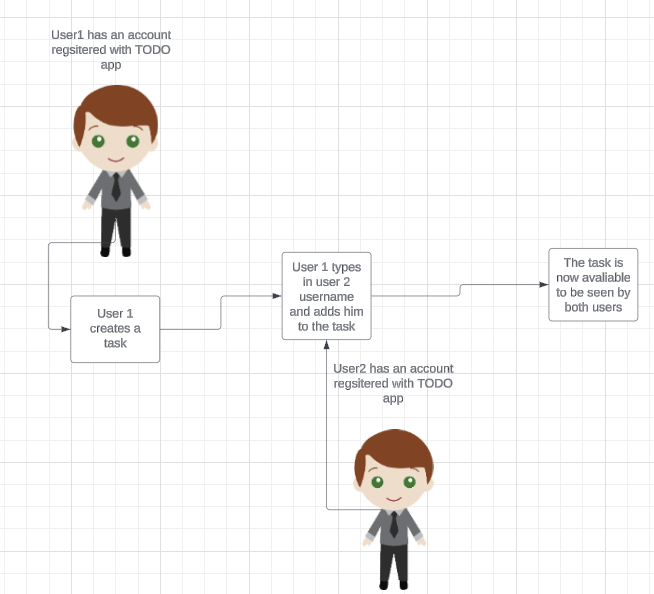 User1 has an account
regsitered with TODO
app
User 1
creates a
task
User 1 types
in user 2
username
and adds him
to the task
The task is
now avaliable
to be seen by
both users
User2 has an account
regsitered with TODO
app